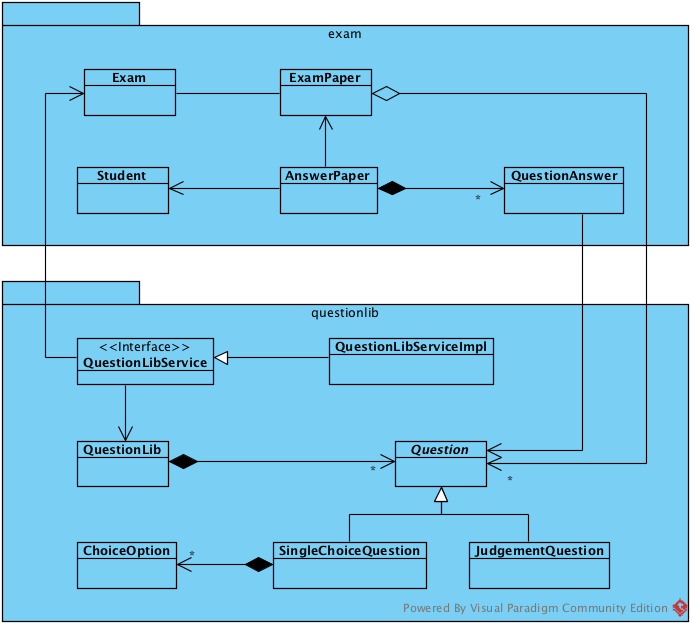 exam
Exam
ExamPaper
Student
AnswerPaper
*
QuestionAnswer
questionlib
<<Interface>>
QuestionLibService
QuestionLibServiceImpl
QuestionLib
*
Question
*
ChoiceOption
*
SingleChoiceQuestion
JudgementQuestion
Powered By Visual Paradigm Community Edition